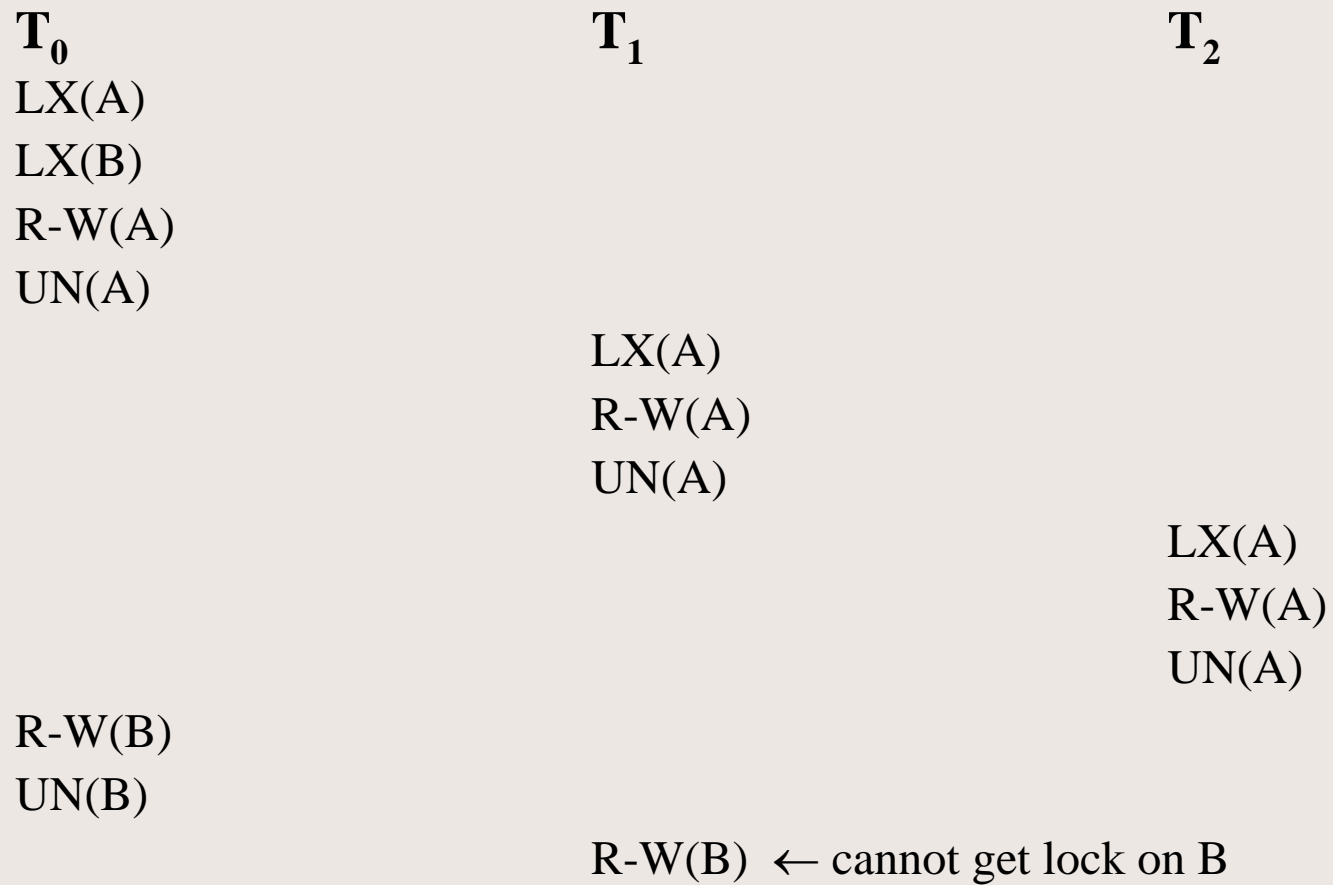 T₀ T₁ T₂
LX(A)
LX(B)
R-W(A)
UN(A)
LX(A)
R-W(A)
UN(A)
LX(A)
R-W(A)
UN(A)
R-W(B)
UN(B)
R-W(B) ← cannot get lock on B